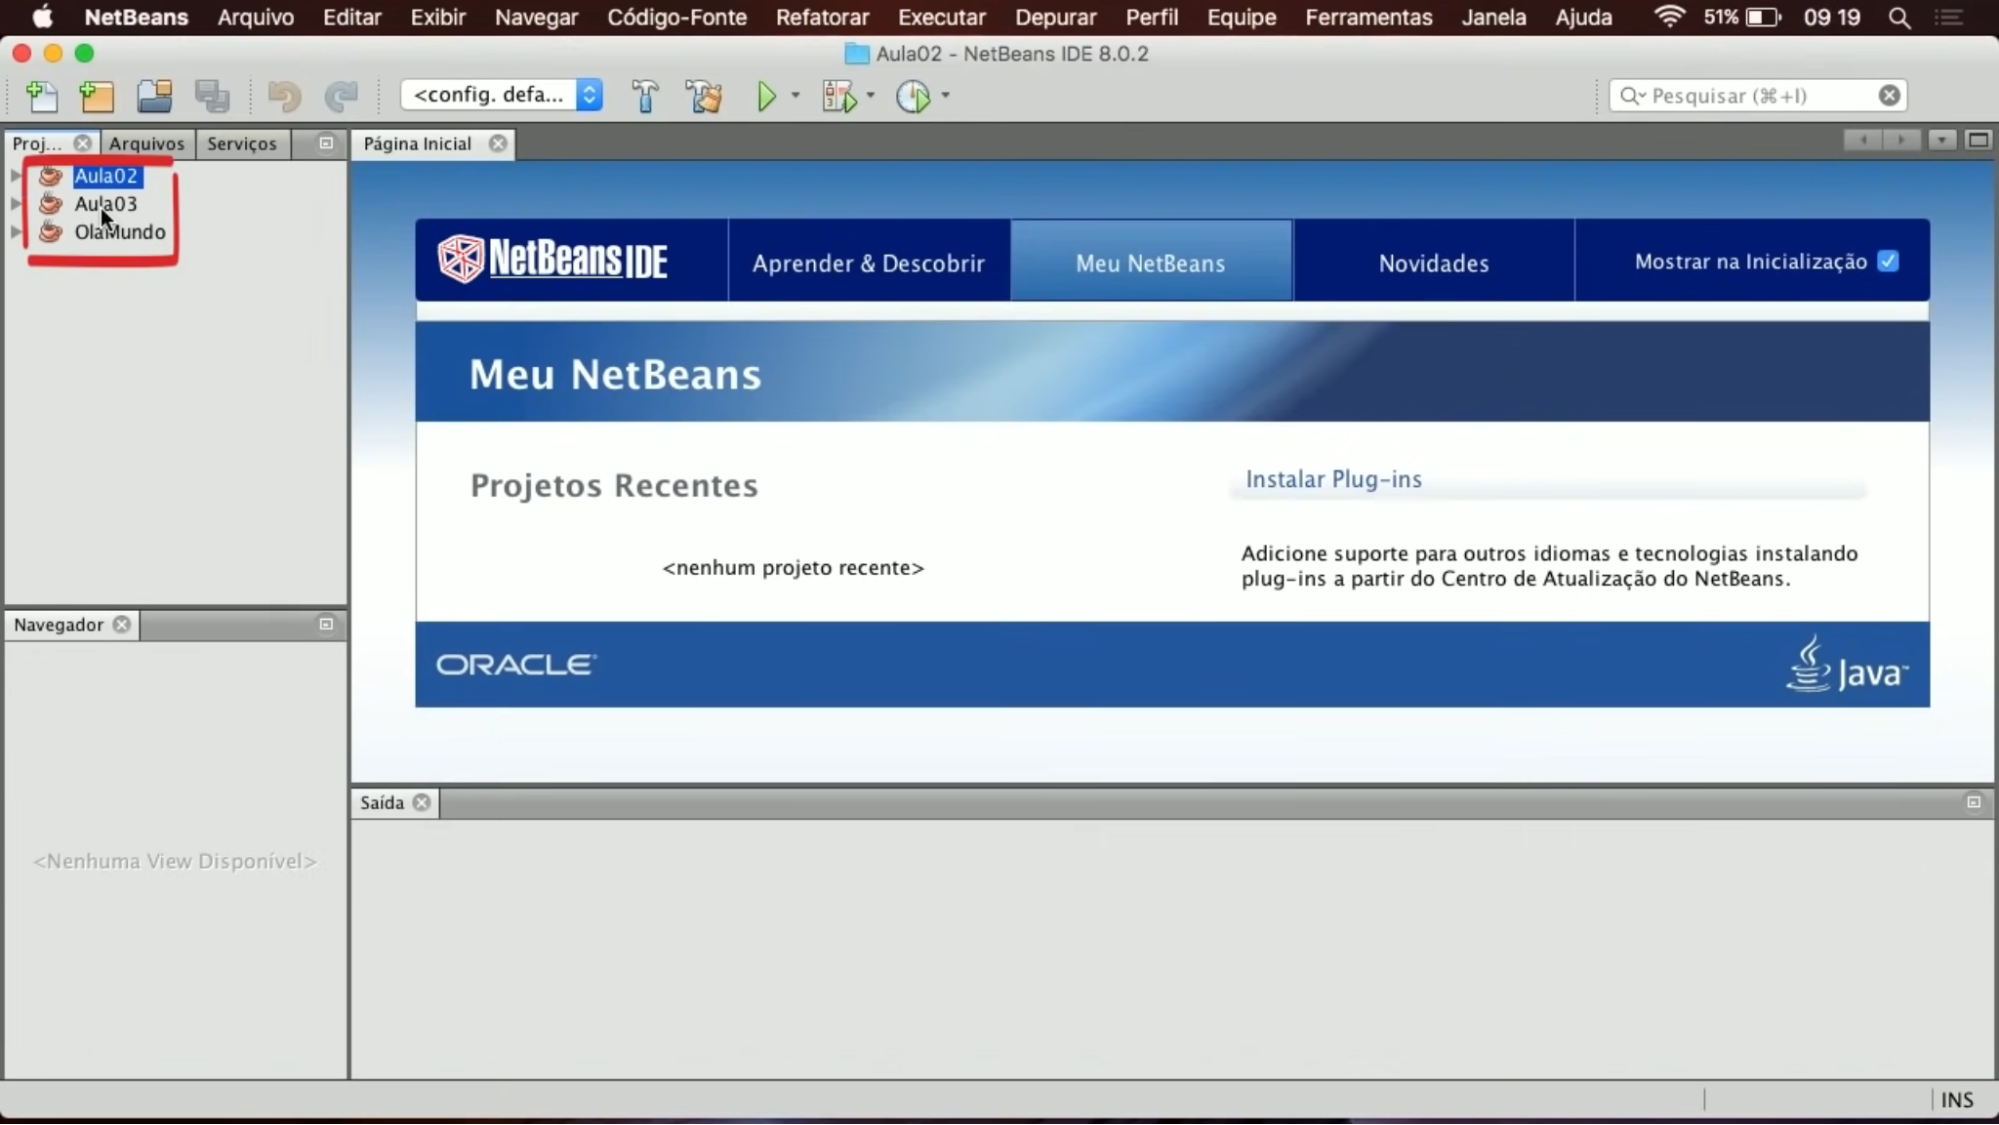 NetBeans Arquivo Editar Exibir Navegar Código-Fonte Refatorar Executar Depurar Perfil Equipe Ferramentas Janela Ajuda 51% 09 19
Aula02 - NetBeans IDE 8.0.2
<config. defa... Pesquisar (⌘+I)
Proj... Arquivos Serviços Página Inicial
Aula02
Aula03
OlaMundo
NetBeans IDE Aprender & Descobrir Meu NetBeans Novidades Mostrar na Inicialização
Meu NetBeans
Projetos Recentes
<nenhum projeto recente>
Instalar Plug-ins
Adicione suporte para outros idiomas e tecnologias instalando
plug-ins a partir do Centro de Atualização do NetBeans.
ORACLE Java
Navegador
<Nenhuma View Disponível>
Saída
INS